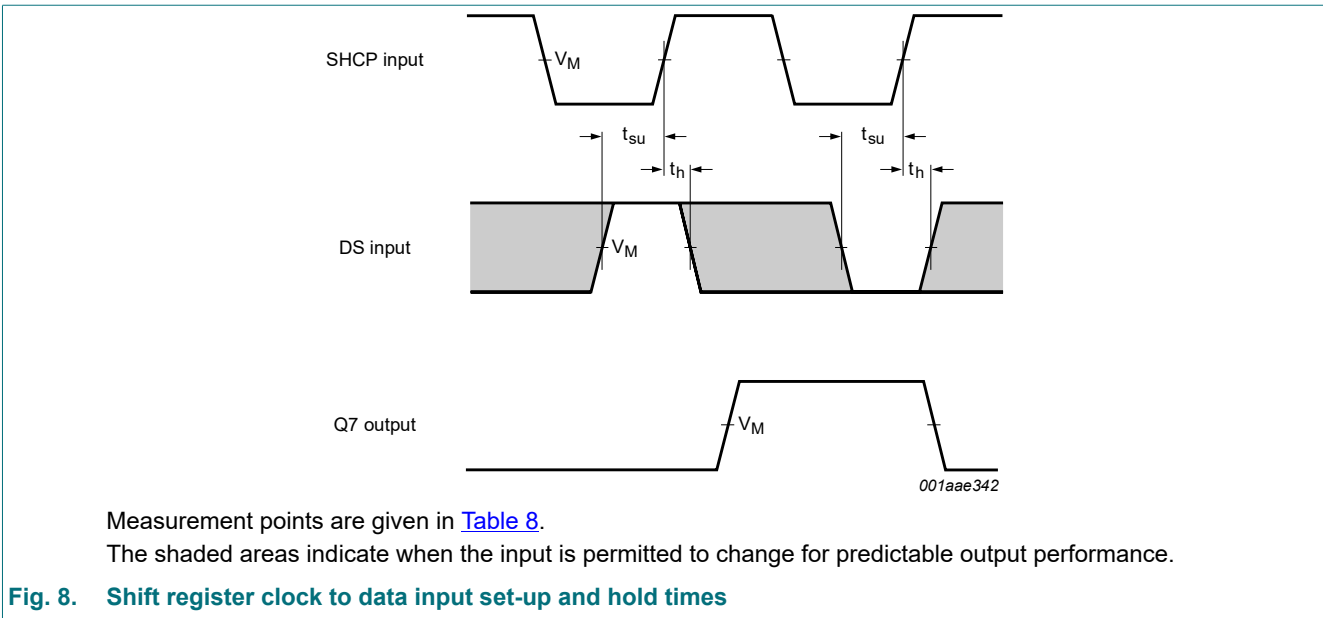 SHCP input
VM
tsu
tsu
th
th
DS input
VM
Q7 output
VM
001aae342
Measurement points are given in Table 8.
The shaded areas indicate when the input is permitted to change for predictable output performance.
Fig. 8. Shift register clock to data input set-up and hold times